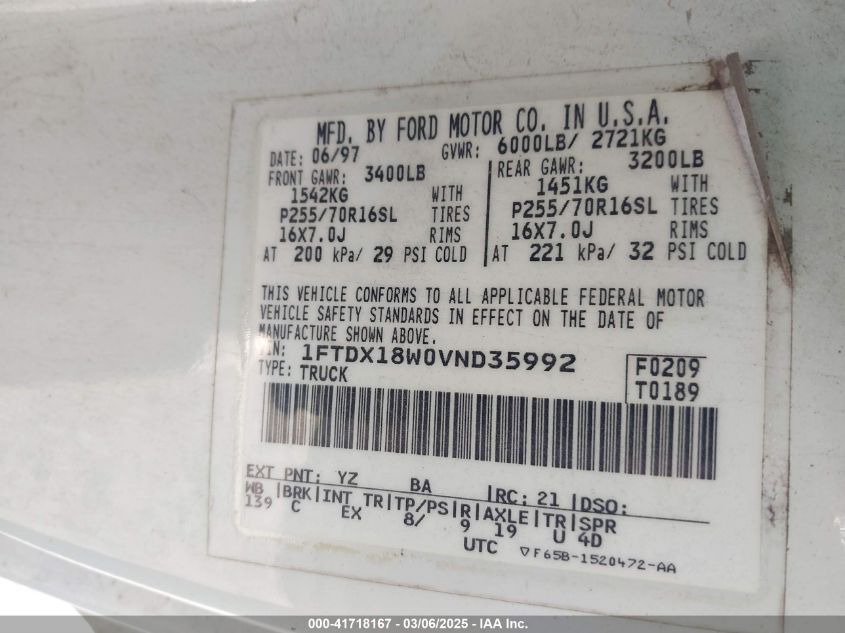 MFD. BY FORD MOTOR CO. IN U.S.A.
DATE: 06/97 GVWR: 6000LB/ 2721KG
FRONT GAWR: 3400LB REAR GAWR: 3200LB
1542KG WITH 1451KG WITH
P255/70R16SL TIRES P255/70R16SL TIRES
16X7.0J RIMS 16X7.0J RIMS
AT 200 kPa/ 29 PSI COLD AT 221 kPa/ 32 PSI COLD
THIS VEHICLE CONFORMS TO ALL APPLICABLE FEDERAL MOTOR
VEHICLE SAFETY STANDARDS IN EFFECT ON THE DATE OF
MANUFACTURE SHOWN ABOVE.
VIN: 1FTDX18W0VND35992 F0209
TYPE: TRUCK T0189
EXT PNT: YZ BA RC: 21 DSO:
WB BRK INT TR TP/PS R AXLE TR SPR
139 C EX 8/ 9 19 U 4D
UTC ▽F65B-1520472-AA
000-41718167 - 03/06/2025 - IAA Inc.